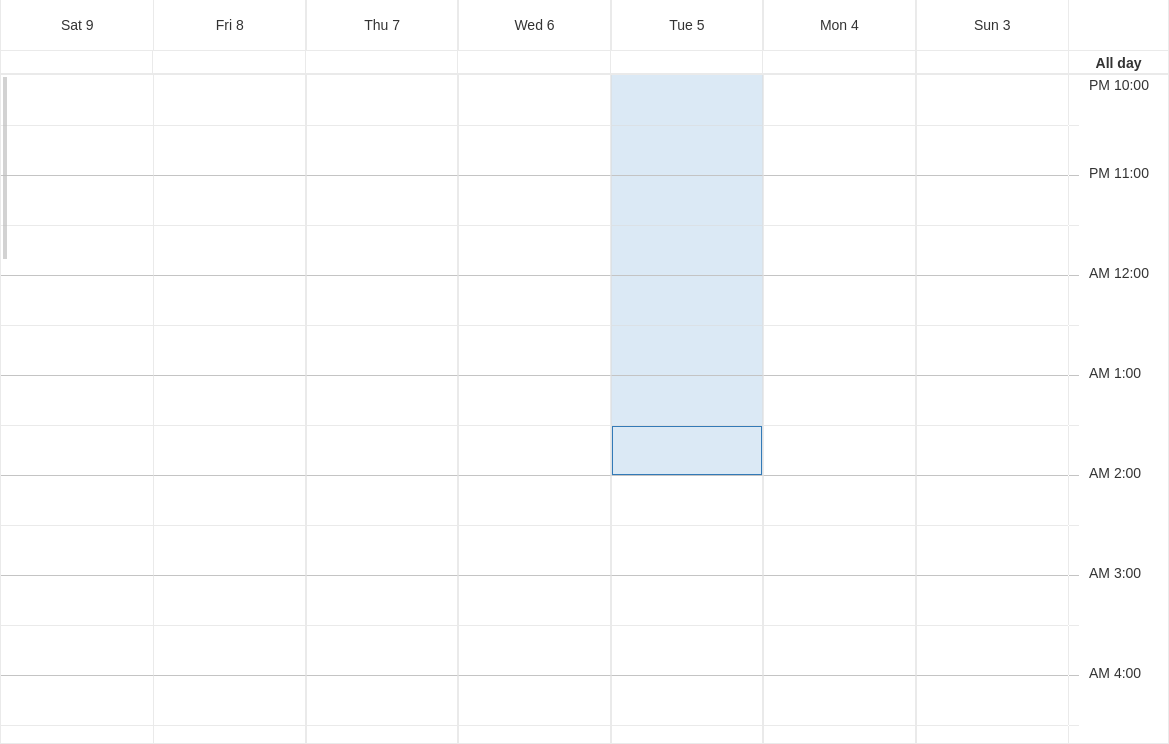 Sat 9
Fri 8
Thu 7
Wed 6
Tue 5
Mon 4
Sun 3
All day
PM 10:00
PM 11:00
AM 12:00
AM 1:00
AM 2:00
AM 3:00
AM 4:00